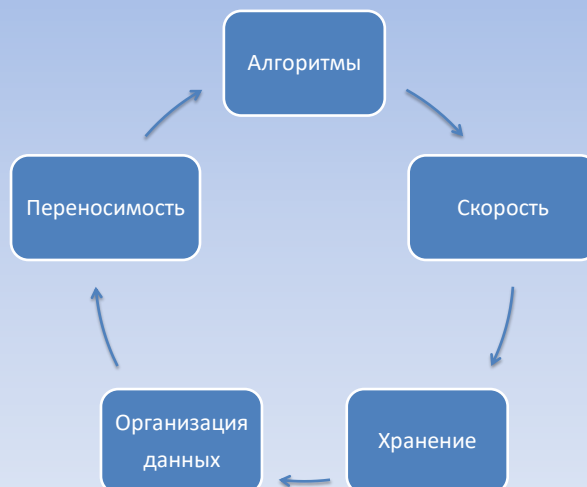 Алгоритмы
Переносимость
Скорость
Организация
данных
Хранение